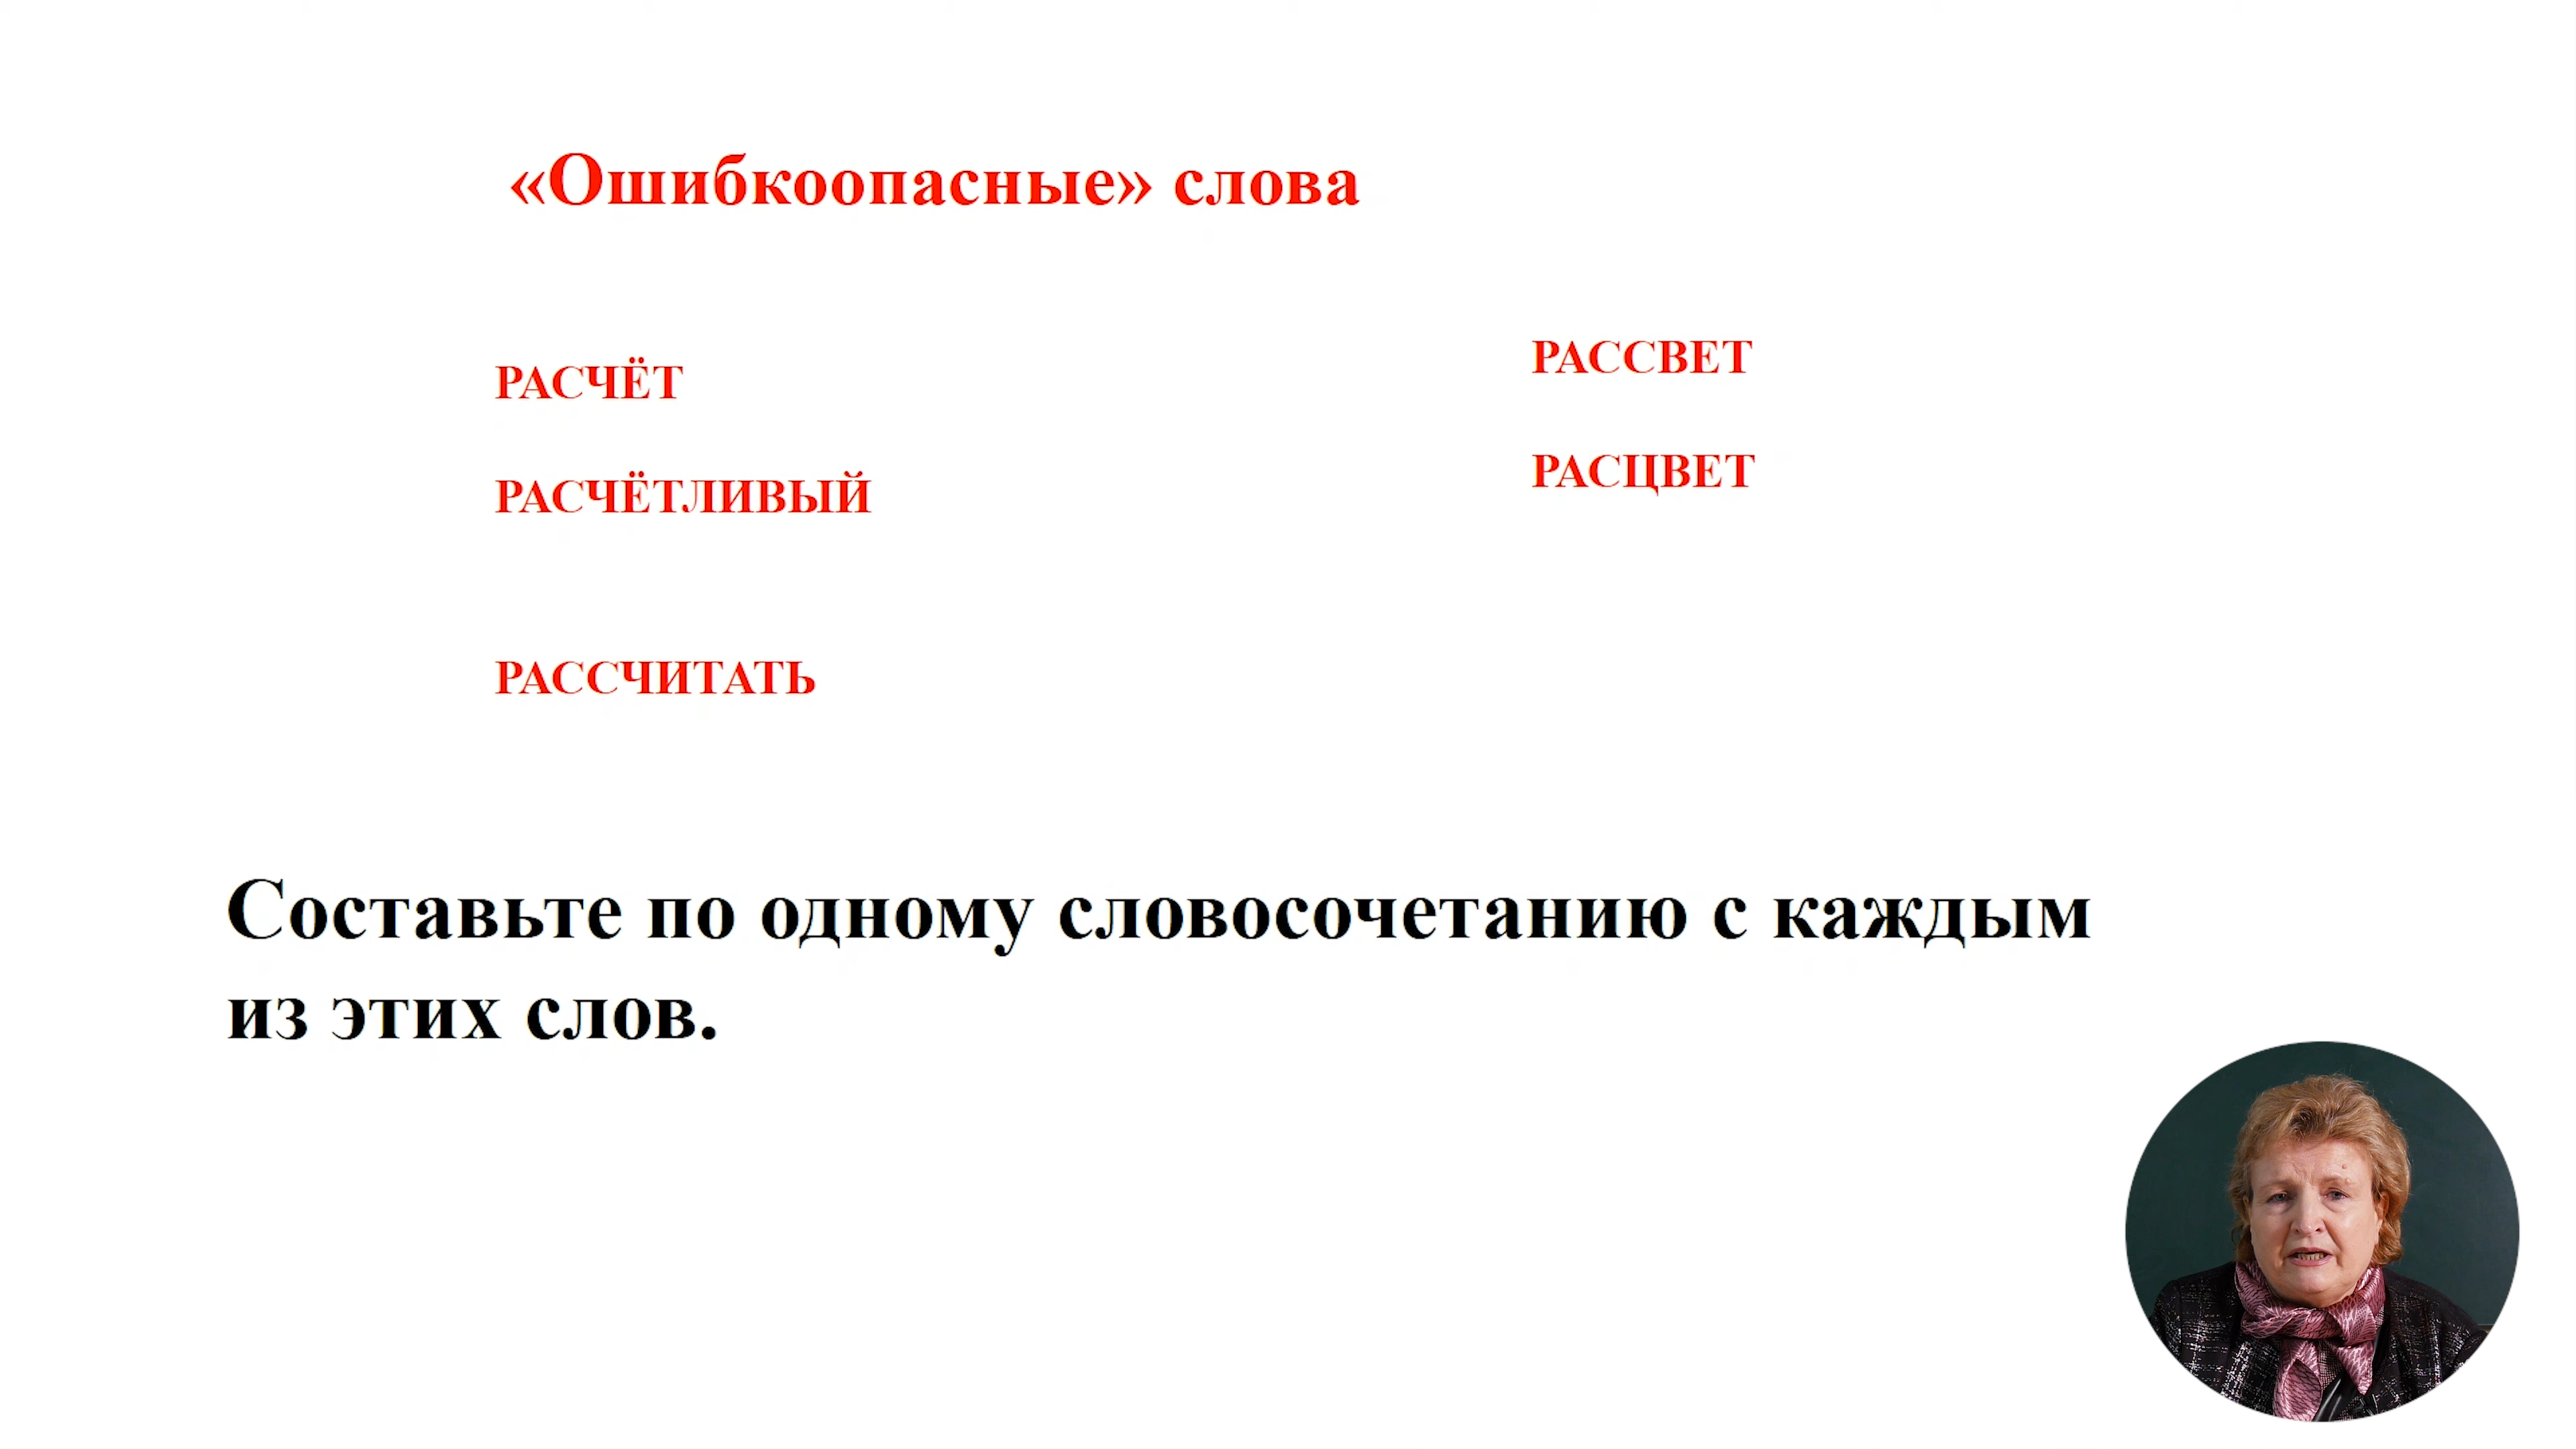 «Ошибкоопасные» слова
РАСЧЁТ
РАСЧЁТЛИВЫЙ
РАССЧИТАТЬ
РАССВЕТ
РАСЦВЕТ
Составьте по одному словосочетанию с каждым
из этих слов.